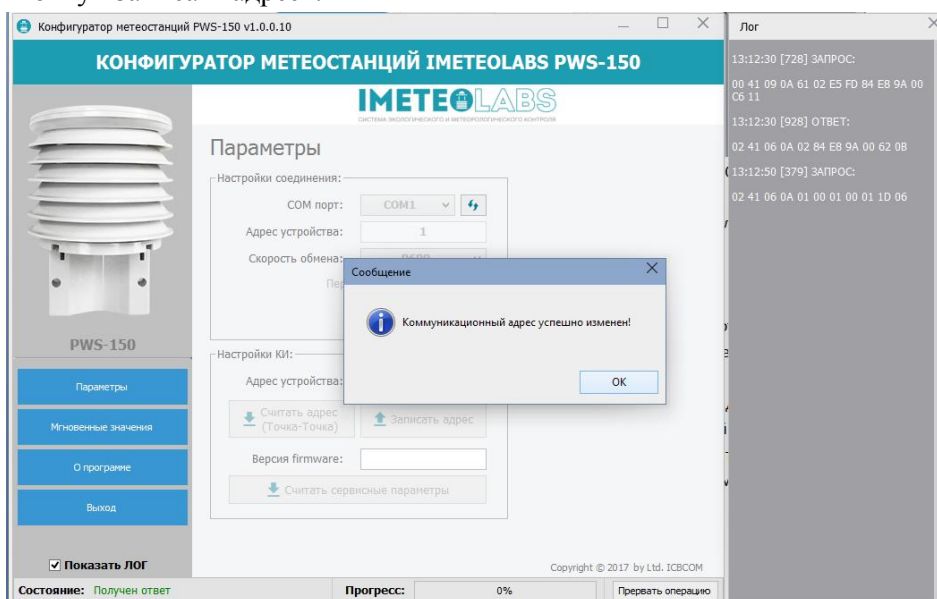 Конфигуратор метеостанций PWS-150 v1.0.0.10
КОНФИГУРАТОР МЕТЕОСТАНЦИЙ IMETEOLABS PWS-150
IMETEOLABS
СИСТЕМА ЭКОЛОГИЧЕСКОГО И МЕТЕОРОЛОГИЧЕСКОГО КОНТРОЛЯ
PWS-150
Параметры
Мгновенные значения
О программе
Выход
Показать ЛОГ
Параметры
Настройки соединения:
COM порт: COM1
Адрес устройства: 1
Скорость обмена: 9600
Настройки КИ:
Адрес устройства:
Считать адрес
(Точка-Точка)
Записать адрес
Версия firmware:
Считать сервисные параметры
Copyright © 2017 by Ltd. ICBCOM
Сообщение
Коммуникационный адрес успешно изменен!
OK
Состояние: Получен ответ
Прогресс: 0%
Прервать операцию
Лог
13:12:30 [728] ЗАПРОС:
00 41 09 0A 61 02 E5 FD 84 E8 9A 00
C6 11
13:12:30 [928] ОТВЕТ:
02 41 06 0A 02 84 E8 9A 00 62 0B
13:12:50 [379] ЗАПРОС:
02 41 06 0A 01 00 01 00 01 1D 06